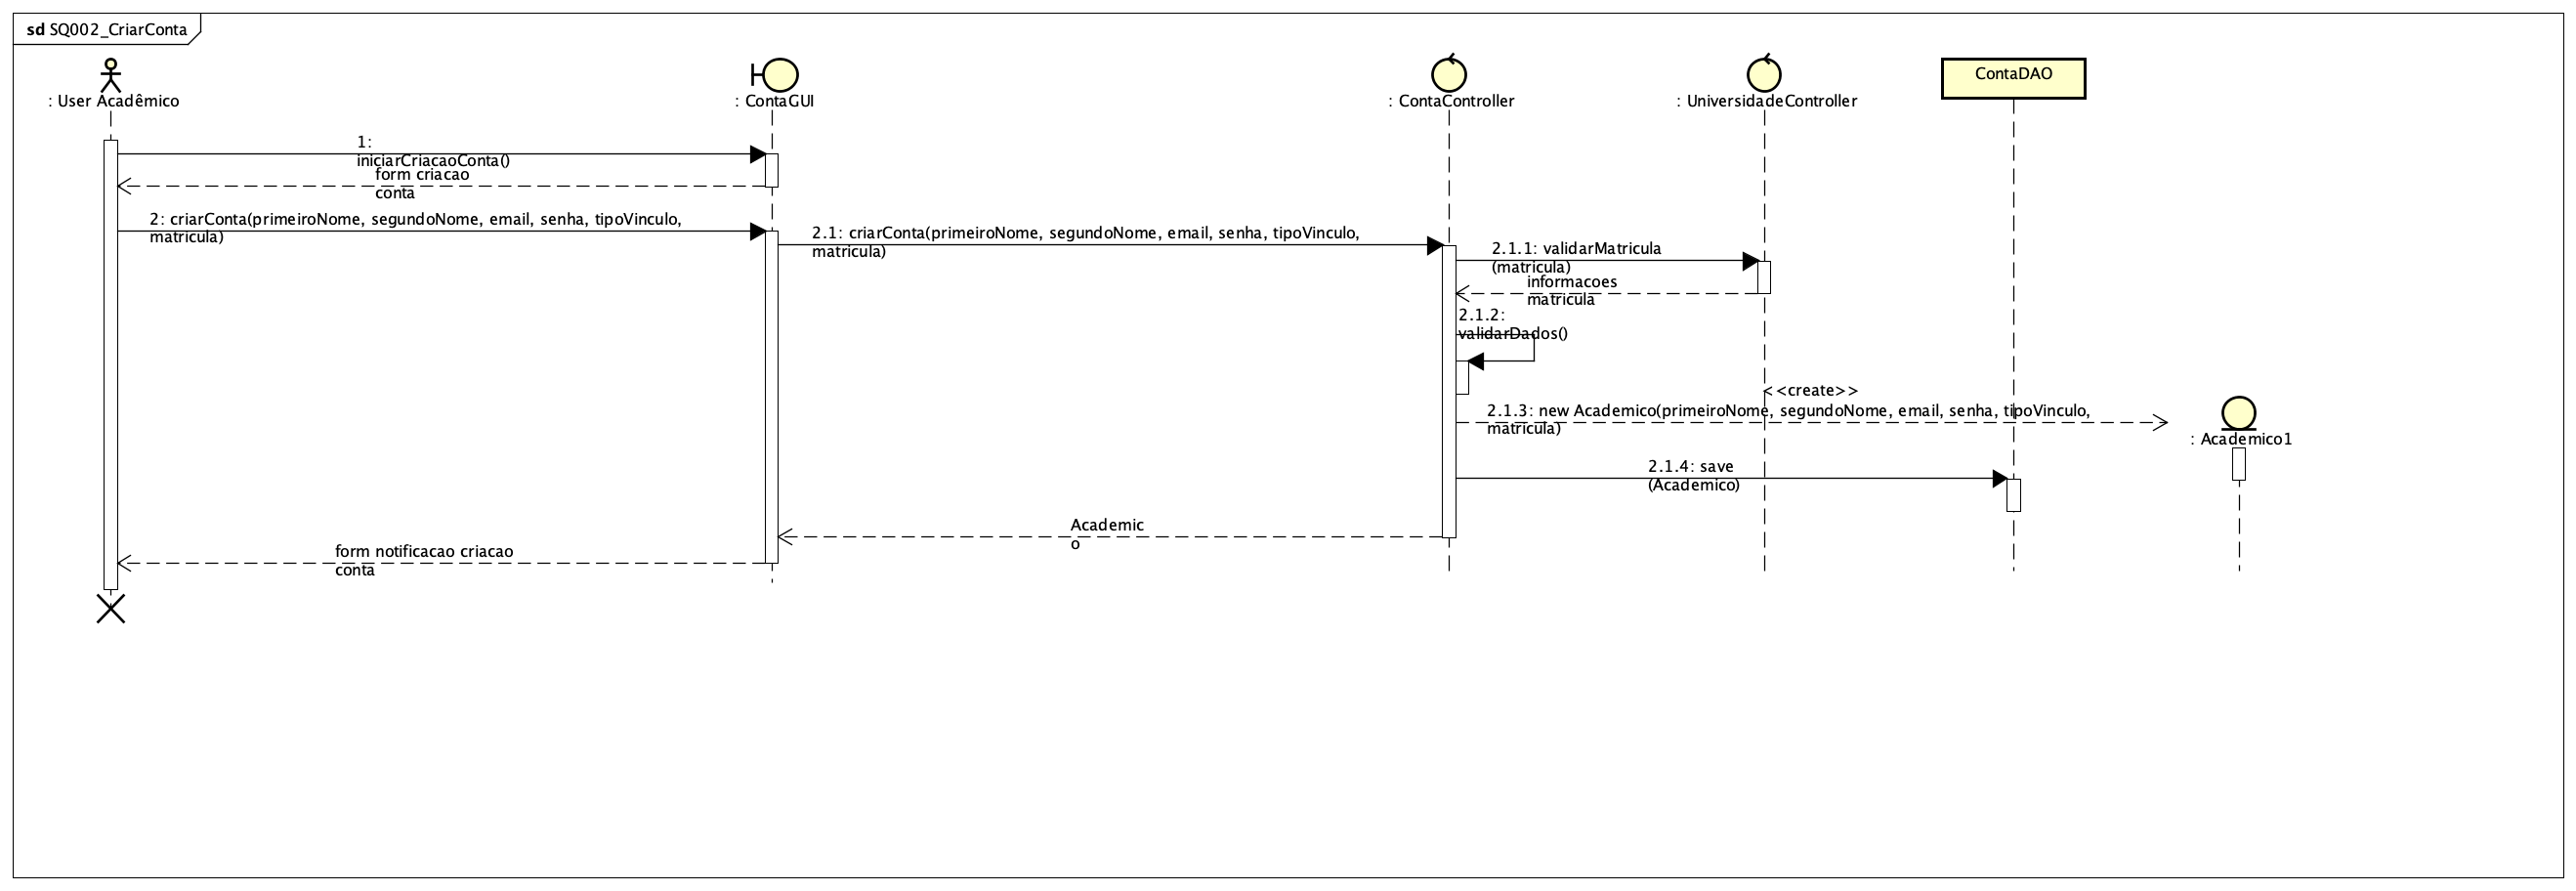 sd SQ002_CriarConta
: User Acadêmico
: ContaGUI
: ContaController
: UniversidadeController
ContaDAO
1:
iniciarCriacaoConta()
form criacao
conta
2: criarConta(primeiroNome, segundoNome, email, senha, tipoVinculo,
matricula)
2.1: criarConta(primeiroNome, segundoNome, email, senha, tipoVinculo,
matricula)
2.1.1: validarMatricula
(matricula)
informacoes
matricula
2.1.2:
validarDados()
<<create>>
2.1.3: new Academico(primeiroNome, segundoNome, email, senha, tipoVinculo,
matricula)
: Academico1
2.1.4: save
(Academico)
Academic
o
form notificacao criacao
conta